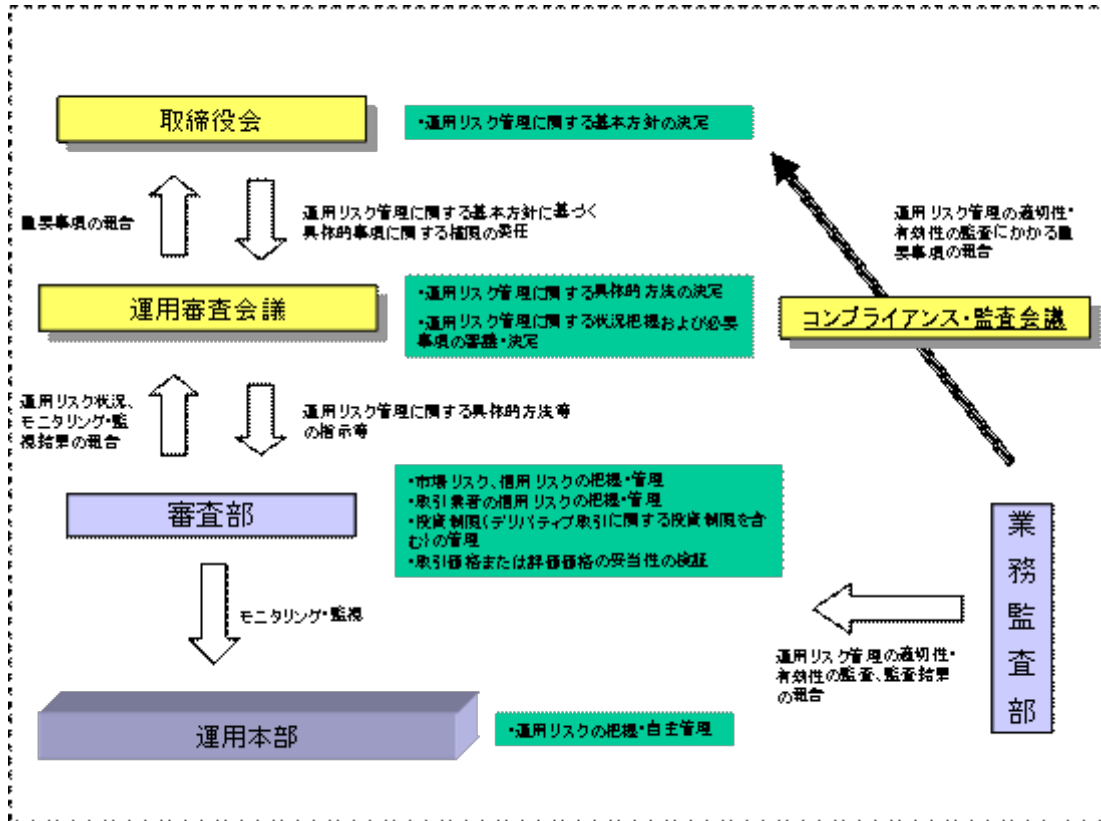 取締役会
・運用リスク管理に関する基本方針の決定
重要事項の報告
運用リスク管理に関する基本方針に基づく
具体的事項に関する権限の委任
運用リスク管理の適切性・
有効性の監査にかかる重
要事項の報告
運用審査会議
・運用リスク管理に関する具体的方法の決定
・運用リスク管理に関する状況把握および必要
事項の審議・決定
コンプライアンス・監査会議
運用リスク状況、
モニタリング・監
視結果の報告
運用リスク管理に関する具体的方法等
の指示等
審査部
・市場リスク、信用リスクの把握・管理
・取引業者の信用リスクの把握・管理
・投資制限(デリバティブ取引に関する投資制限を含
む)の管理
・取引価格または評価価格の妥当性の検証
業務監査部
モニタリング・監視
運用リスク管理の適切性・
有効性の監査、監査結果
の報告
運用本部
・運用リスクの把握・自主管理